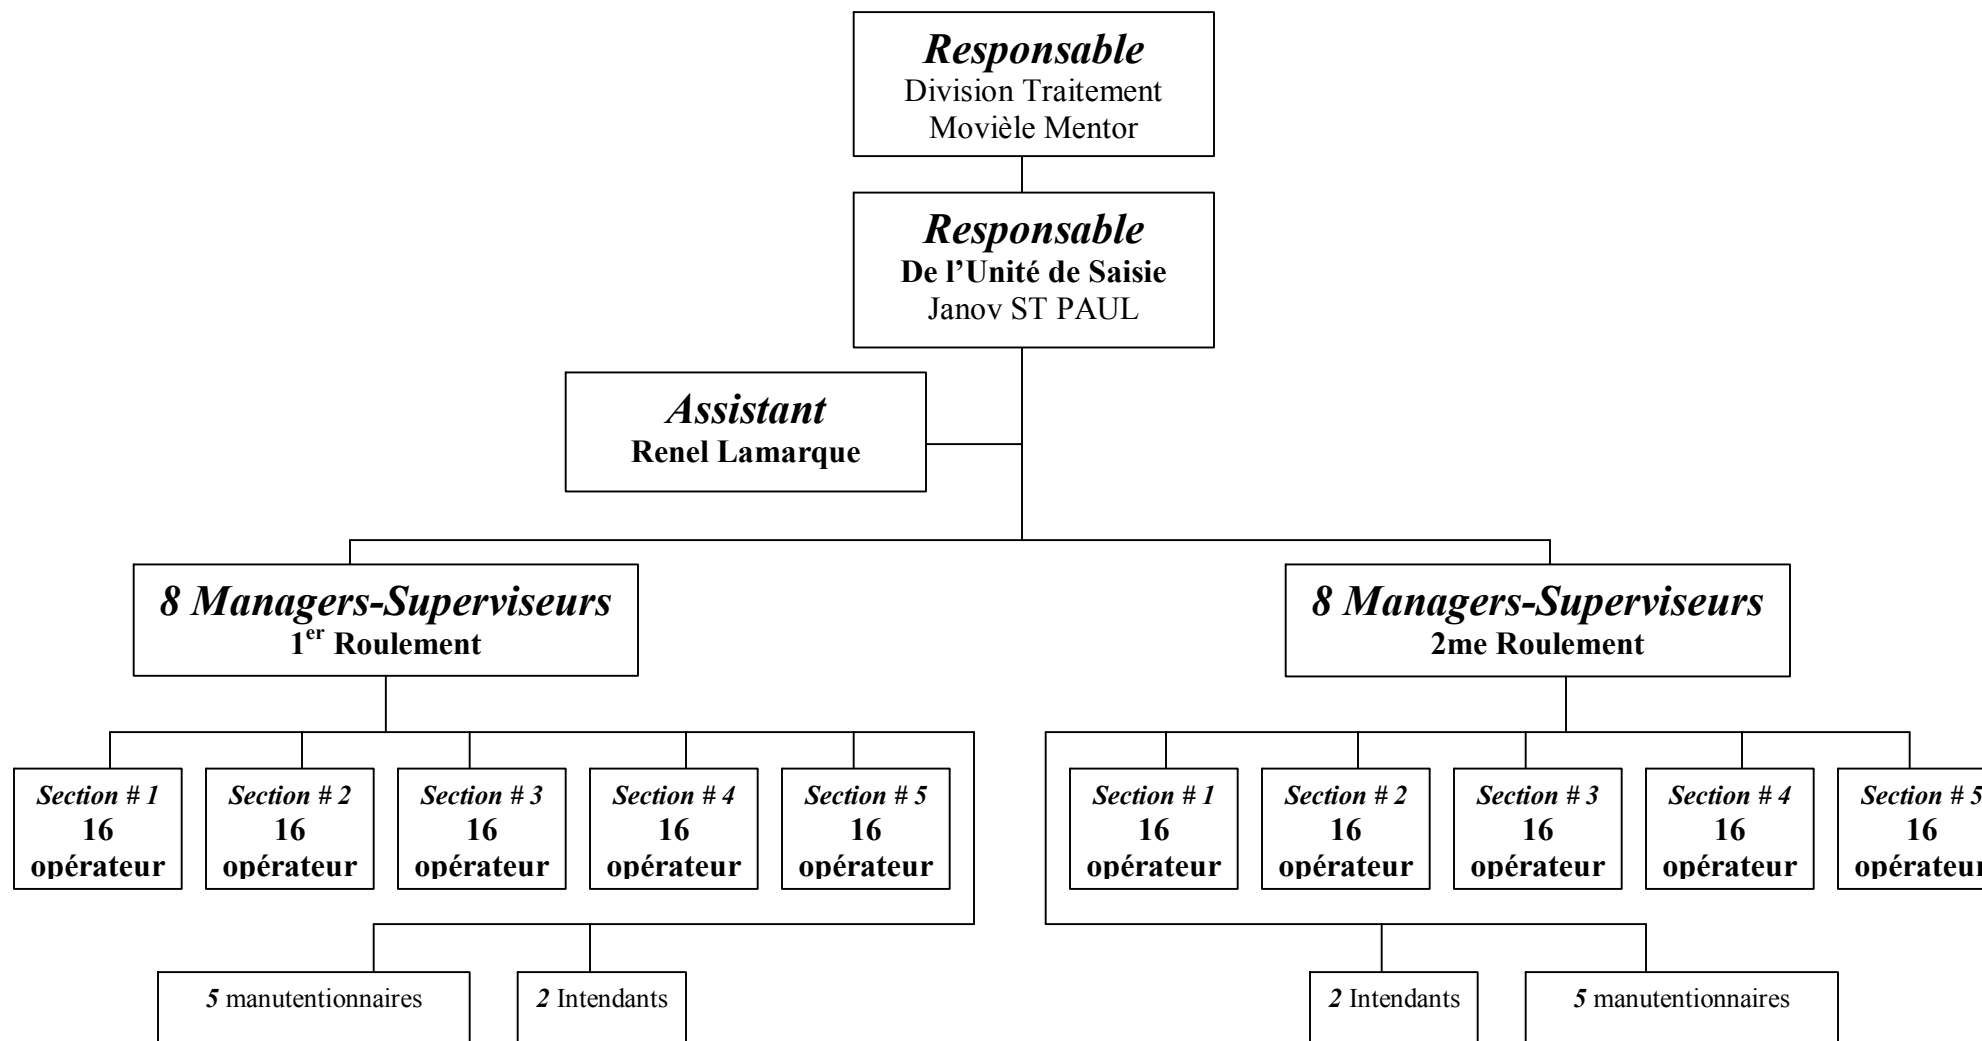 Responsable
Division Traitement
Movièle Mentor
Responsable
De l'Unité de Saisie
Janov ST PAUL
Assistant
Renel Lamarque
8 Managers-Superviseurs
1er Roulement
8 Managers-Superviseurs
2me Roulement
Section # 1
16
opérateur
Section # 2
16
opérateur
Section # 3
16
opérateur
Section # 4
16
opérateur
Section # 5
16
opérateur
Section # 1
16
opérateur
Section # 2
16
opérateur
Section # 3
16
opérateur
Section # 4
16
opérateur
Section # 5
16
opérateur
5 manutentionnaires
2 Intendants
2 Intendants
5 manutentionnaires